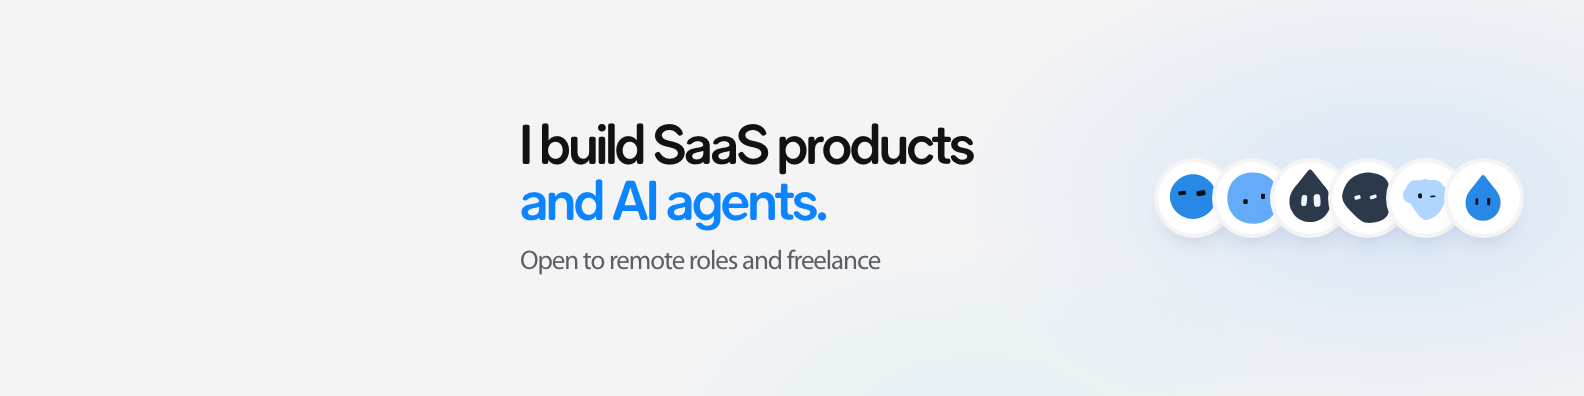 I build SaaS products
and AI agents.
Open to remote roles and freelance